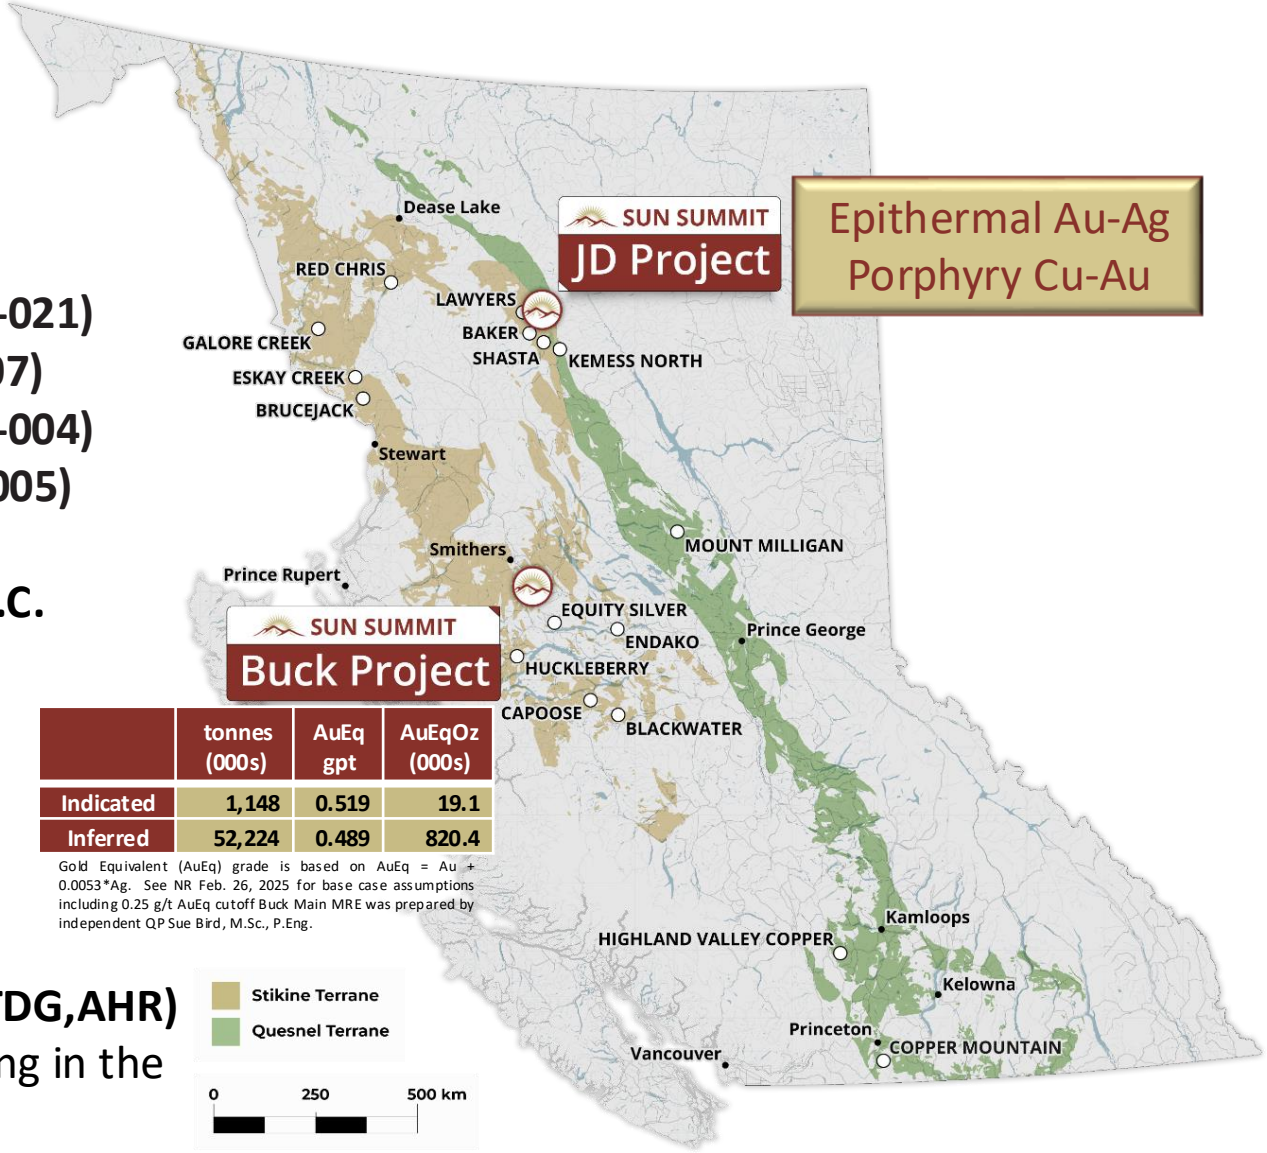 Dease Lake
SUN SUMMIT
JD Project
Epithermal Au-Ag
Porphyry Cu-Au
RED CHRIS
LAWYERS
-021)
BAKER
GALORE CREEK
SHASTA
KEMESS NORTH
07)
ESKAY CREEK
BRUCEJACK
-004)
Stewart
005)
MOUNT MILLIGAN
Smithers
Prince Rupert
.C.
EQUITY SILVER
SUN SUMMIT
Buck Project
ENDAKO
Prince George
HUCKLEBERRY
CAPOOSE
BLACKWATER
tonnes (000s) AuEq gpt AuEqOz (000s)
Indicated 1,148 0.519 19.1
Inferred 52,224 0.489 820.4
Gold Equivalent (AuEq) grade is based on AuEq = Au +
0.0053*Ag. See NR Feb. 26, 2025 for base case assumptions
including 0.25 g/t AuEq cutoff Buck Main MRE was prepared by
independent QP Sue Bird, M.Sc., P.Eng.
Kamloops
HIGHLAND VALLEY COPPER
Kelowna
TDG,AHR)
Stikine Terrane
Quesnel Terrane
Princeton
COPPER MOUNTAIN
Vancouver
ng in the
0 250 500 km